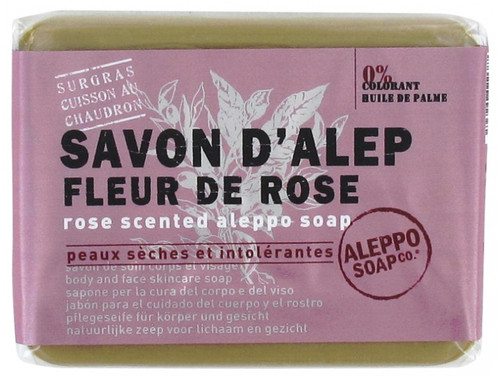 SURGRAS
CUISSON AU
CHAUDRON
0%
COLORANT
HUILE DE PALME
SAVON D'ALEP
FLEUR DE ROSE
rose scented aleppo soap
peaux sèches et intolérantes
ALEPPO
SOAP CO.®
savon de soin corps et visage
body and face skincare soap
sapone per la cura del corpo e del viso
jabón para el cuidado del cuerpo y el rostro
pflegeseife für körper und gesicht
natuurlijke zeep voor lichaam en gezicht